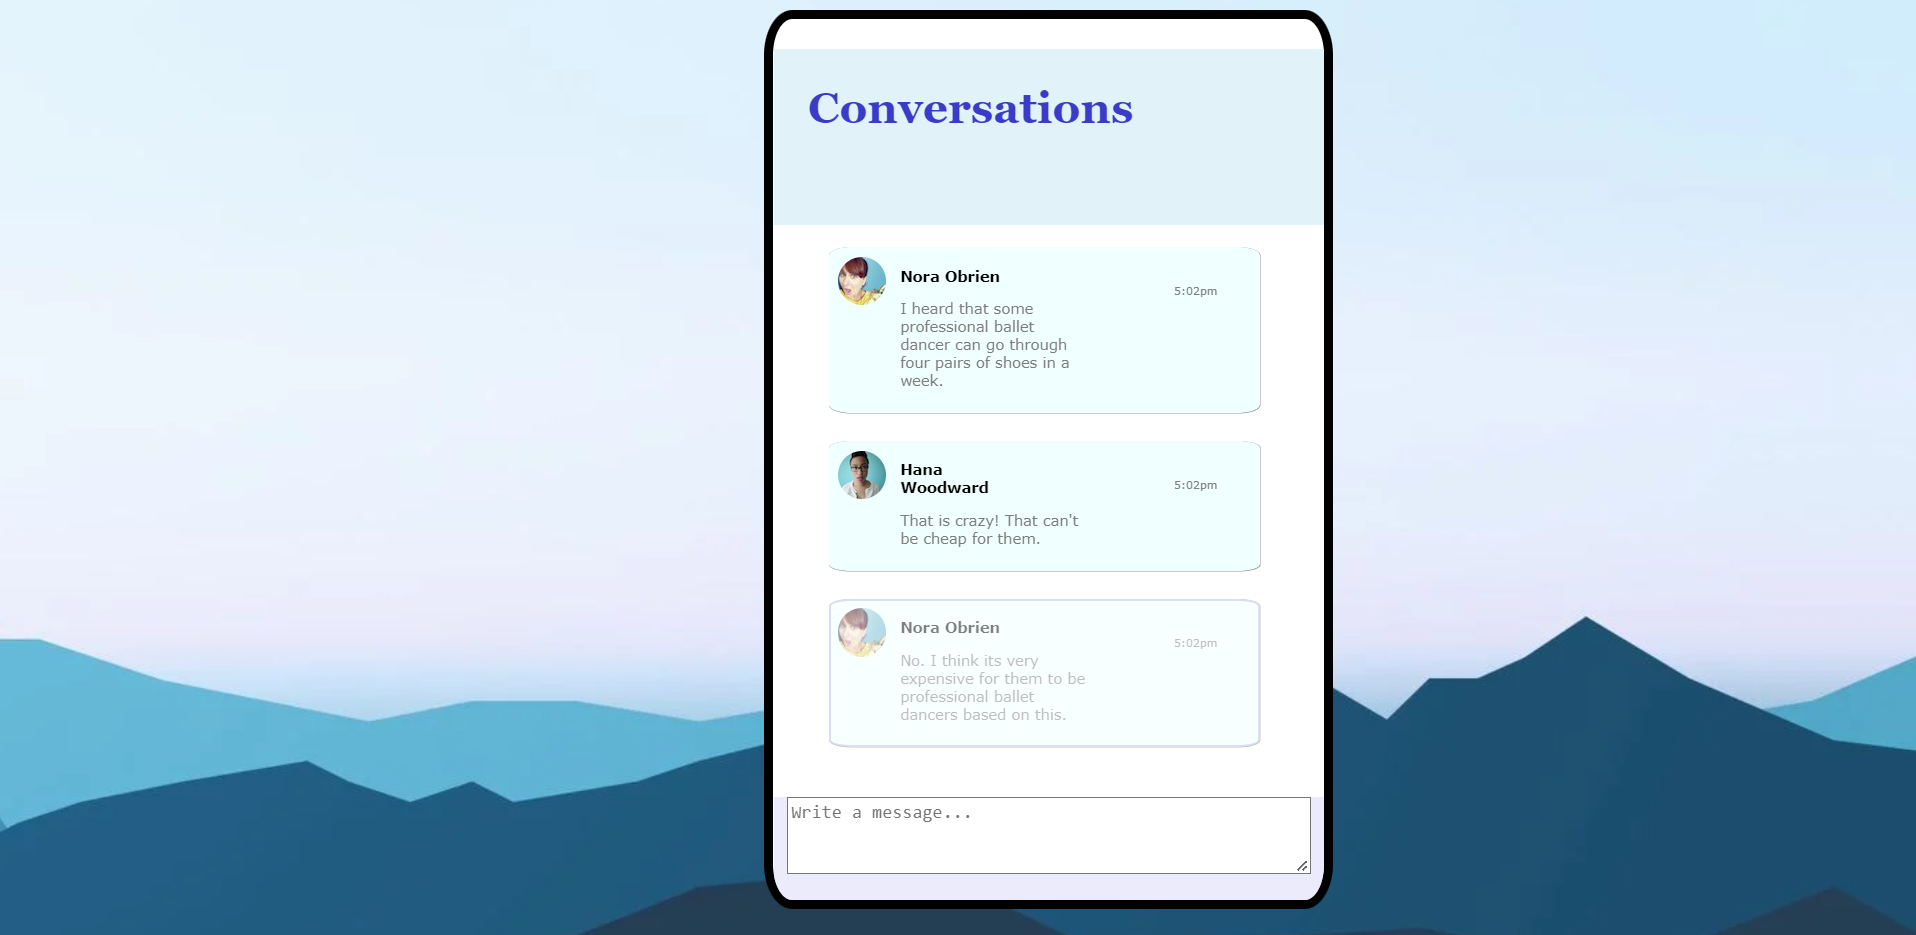 Conversations
Nora Obrien
5:02pm
I heard that some
professional ballet
dancer can go through
four pairs of shoes in a
week.
Hana
Woodward
5:02pm
That is crazy! That can't
be cheap for them.
Nora Obrien
5:02pm
No. I think its very
expensive for them to be
professional ballet
dancers based on this.
Write a message...